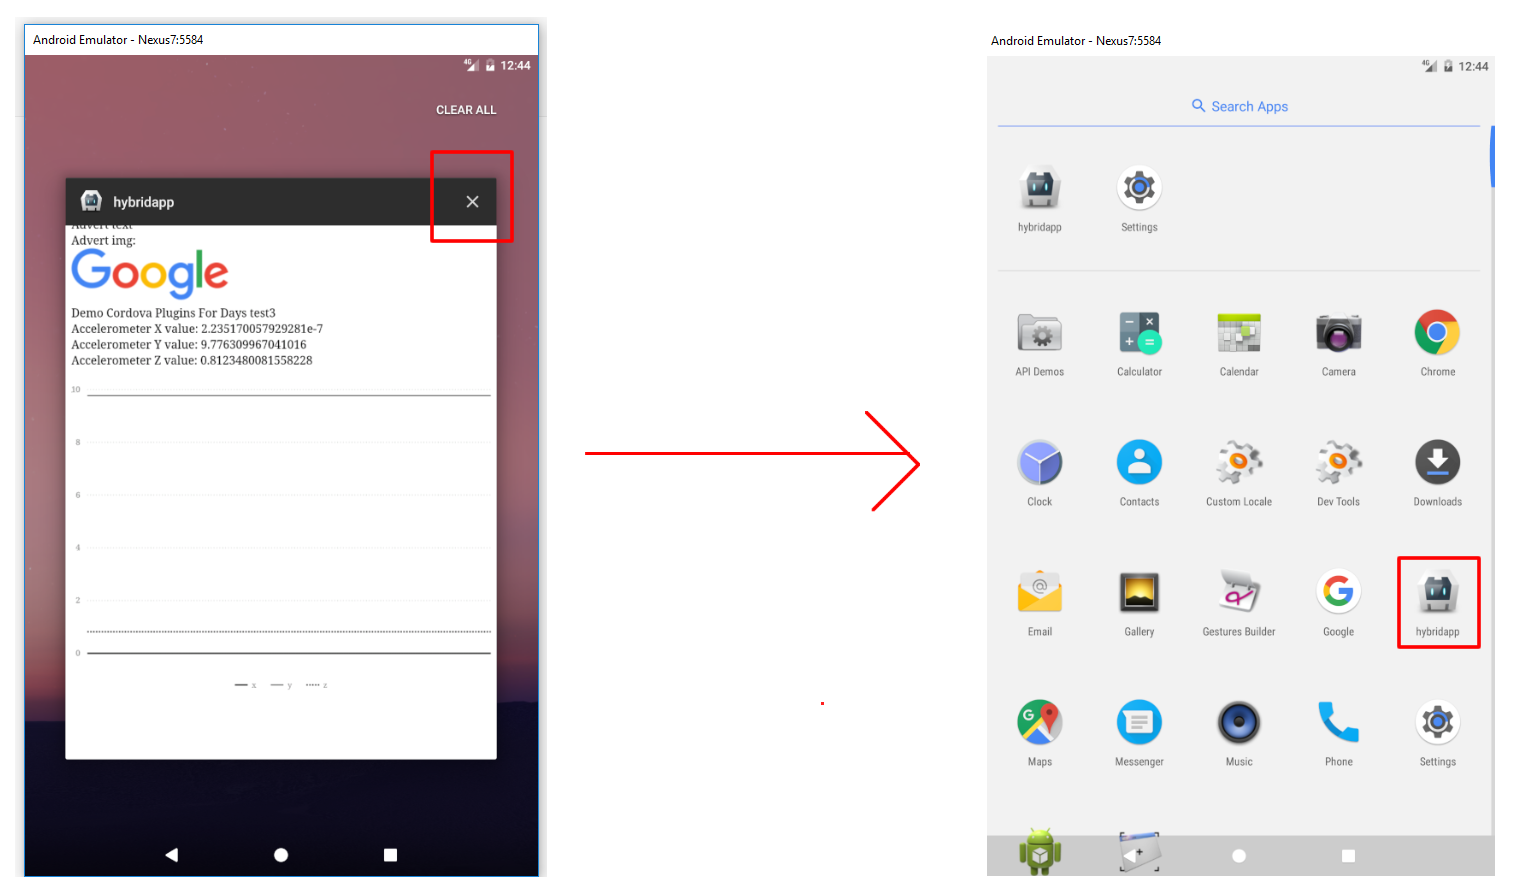 Android Emulator - Nexus7:5584
4G 12:44
CLEAR ALL
hybridapp
Advert text
Advert img:
Google
Demo Cordova Plugins For Days test3
Accelerometer X value: 2.235170057929281e-7
Accelerometer Y value: 9.776309967041016
Accelerometer Z value: 0.8123480081558228
10
8
6
4
2
0
x y z
Android Emulator - Nexus7:5584
4G 12:44
Search Apps
hybridapp Settings
API Demos Calculator Calendar Camera Chrome
Clock Contacts Custom Locale Dev Tools Downloads
Email Gallery Gestures Builder Google hybridapp
Maps Messenger Music Phone Settings